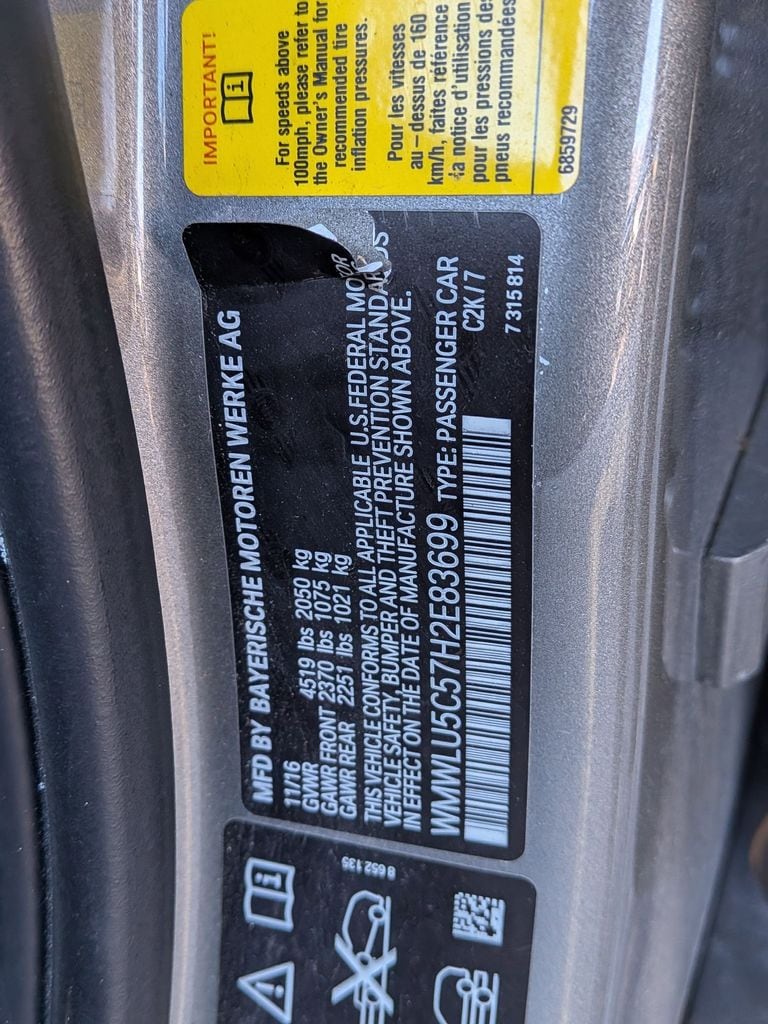 IMPORTANT!
For speeds above
100mph, please refer to
the Owner's Manual for
recommended tire
inflation pressures.
Pour les vitesses
au-dessus de 160
km/h, faites référence
à la notice d'utilisation
pour les pressions des
pneus recommandées
6859729
MFD BY BAYERISCHE MOTOREN WERKE AG
11/16
GVWR 4519 lbs 2050 kg
GAWR FRONT 2370 lbs 1075 kg
GAWR REAR 2251 lbs 1021 kg
THIS VEHICLE CONFORMS TO ALL APPLICABLE U.S. FEDERAL MOTOR
VEHICLE SAFETY, BUMPER AND THEFT PREVENTION STANDARDS
IN EFFECT ON THE DATE OF MANUFACTURE SHOWN ABOVE.
WMWLU5C57H2E83699 TYPE: PASSENGER CAR
C2K / 7
7 315 814
8 652 135